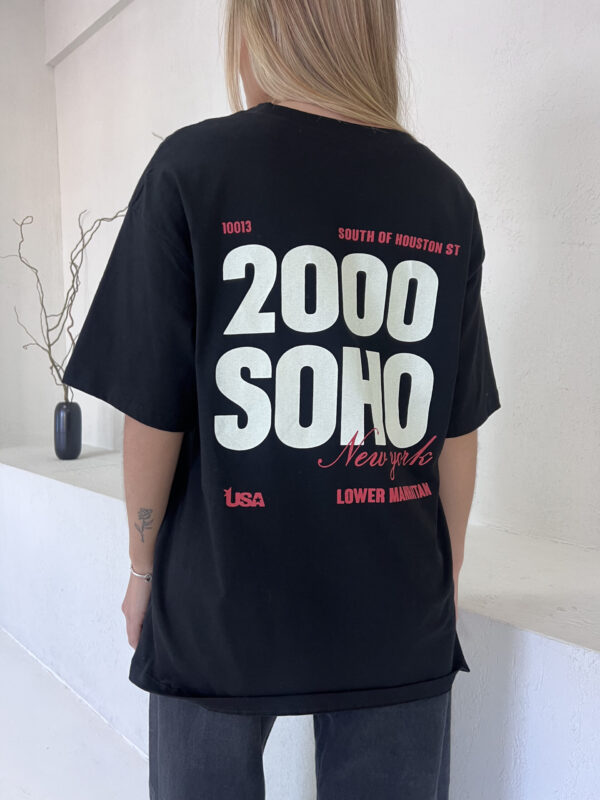 10013 SOUTH OF HOUSTON ST
2000
SOHO
New york
USA LOWER MANHATTAN